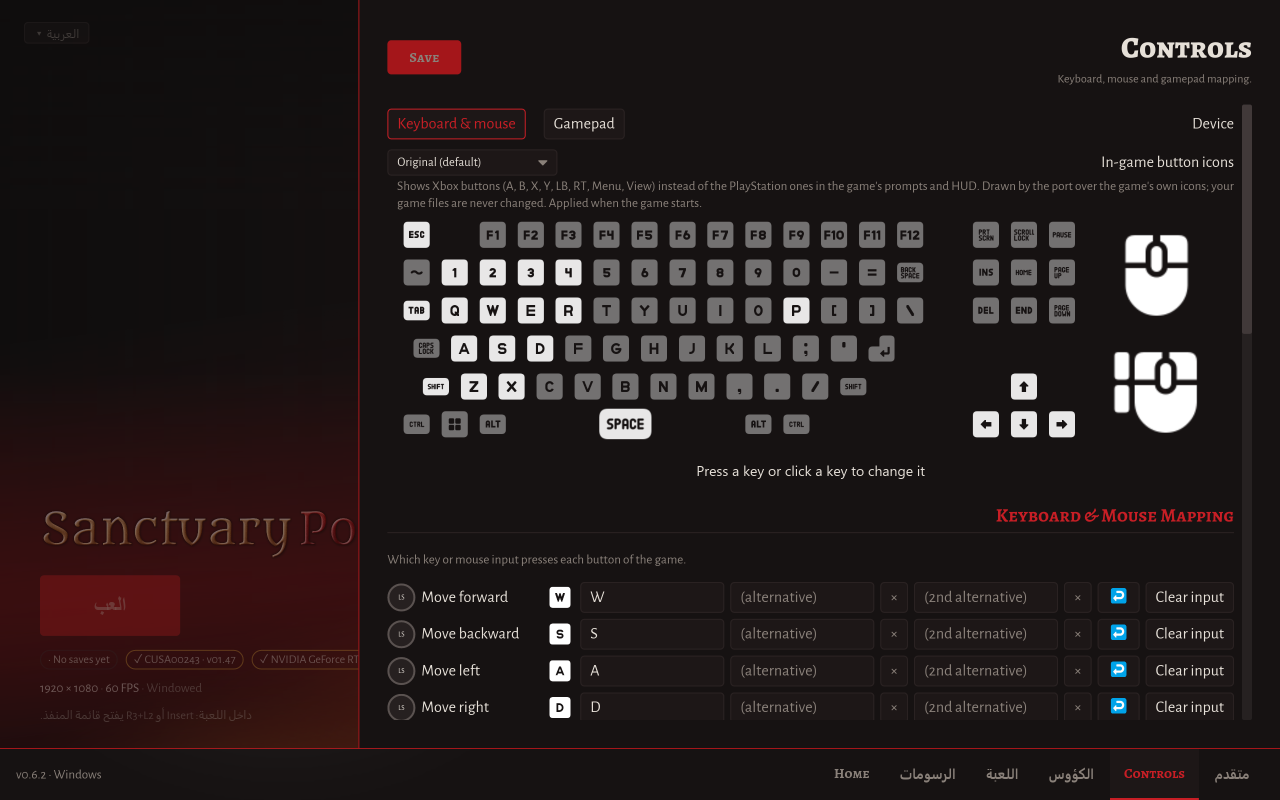 العربية
Save
Controls
Keyboard, mouse and gamepad mapping.
Keyboard & mouse
Gamepad
Device
Original (default)
In-game button icons
Shows Xbox buttons (A, B, X, Y, LB, RT, Menu, View) instead of the PlayStation ones in the game's prompts and HUD. Drawn by the port over the game's own icons; your
game files are never changed. Applied when the game starts.
ESC F1 F2 F3 F4 F5 F6 F7 F8 F9 F10 F11 F12 PRT SCRN SCROLL LOCK PAUSE
~ 1 2 3 4 5 6 7 8 9 0 - = BACK SPACE INS HOME PAGE UP
TAB Q W E R T Y U I O P [ ] \ DEL END PAGE DOWN
CAPS LOCK A S D F G H J K L ; '
SHIFT Z X C V B N M , . / SHIFT
CTRL ALT SPACE ALT CTRL
Press a key or click a key to change it
Keyboard & Mouse Mapping
Which key or mouse input presses each button of the game.
LS Move forward W W (alternative) × (2nd alternative) × Clear input
LS Move backward S S (alternative) × (2nd alternative) × Clear input
LS Move left A A (alternative) × (2nd alternative) × Clear input
LS Move right D D (alternative) × (2nd alternative) × Clear input
Sanctuary Po
العب
· No saves yet
✓ CUSA00243 · v01.47
✓ NVIDIA GeForce RT
1920 × 1080 · 60 FPS · Windowed
داخل اللعبة: Insert أو R3+L2 يفتح قائمة المنفذ.
v0.6.2 · Windows
Home
الرسومات
اللعبة
الكؤوس
Controls
متقدم